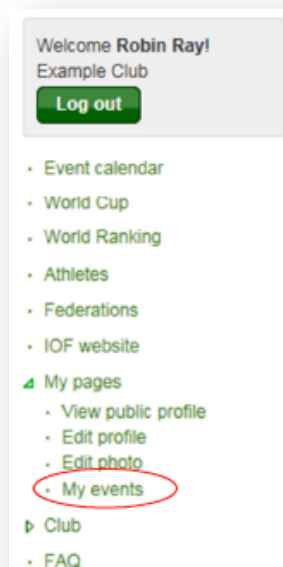 Welcome Robin Ray!
Example Club
Log out
Event calendar
World Cup
World Ranking
Athletes
Federations
IOF website
My pages
View public profile
Edit profile
Edit photo
My events
Club
FAQ